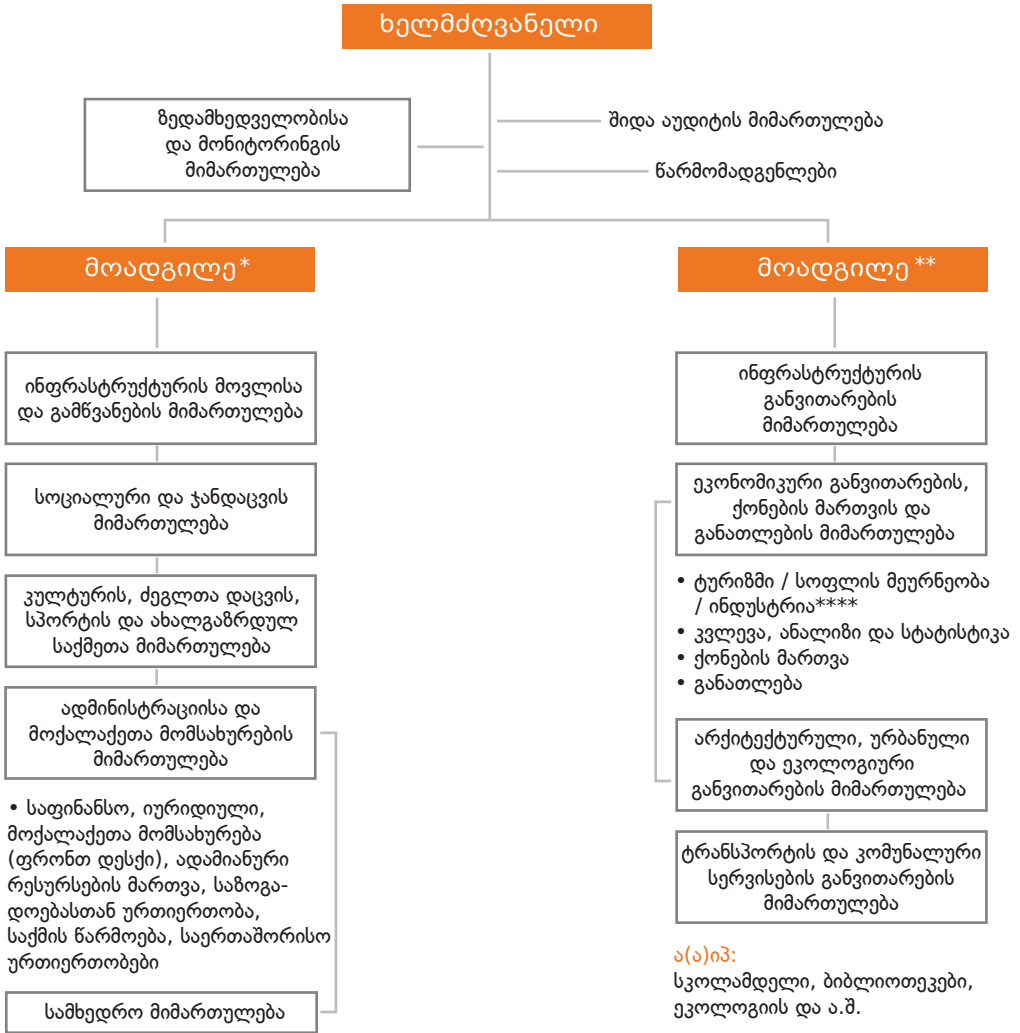 ხელმძღვანელი
ზედამხედველობისა
და მონიტორინგის
მიმართულება
შიდა აუდიტის მიმართულება
წარმომადგენლები
მოადგილე*
ინფრასტრუქტურის მოვლისა
და გამწვანების მიმართულება
სოციალური და ჯანდაცვის
მიმართულება
კულტურის, ძეგლთა დაცვის,
სპორტის და ახალგაზრდულ
საქმეთა მიმართულება
ადმინისტრაციისა და
მოქალაქეთა მომსახურების
მიმართულება
• საფინანსო, იურიდიული,
მოქალაქეთა მომსახურება
(ფრონთ დესქი), ადამიანური
რესურსების მართვა, საზოგა-
დოებასთან ურთიერთობა,
საქმის წარმოება, საერთაშორისო
ურთიერთობები
სამხედრო მიმართულება
მოადგილე**
ინფრასტრუქტურის
განვითარების
მიმართულება
ეკონომიკური განვითარების,
ქონების მართვის და
განათლების მიმართულება
• ტურიზმი / სოფლის მეურნეობა
/ ინდუსტრია****
• კვლევა, ანალიზი და სტატისტიკა
• ქონების მართვა
• განათლება
არქიტექტურული, ურბანული
და ეკოლოგიური
განვითარების მიმართულება
ტრანსპორტის და კომუნალური
სერვისების განვითარების
მიმართულება
ა(ა)იპ:
სკოლამდელი, ბიბლიოთეკები,
ეკოლოგიის და ა.შ.